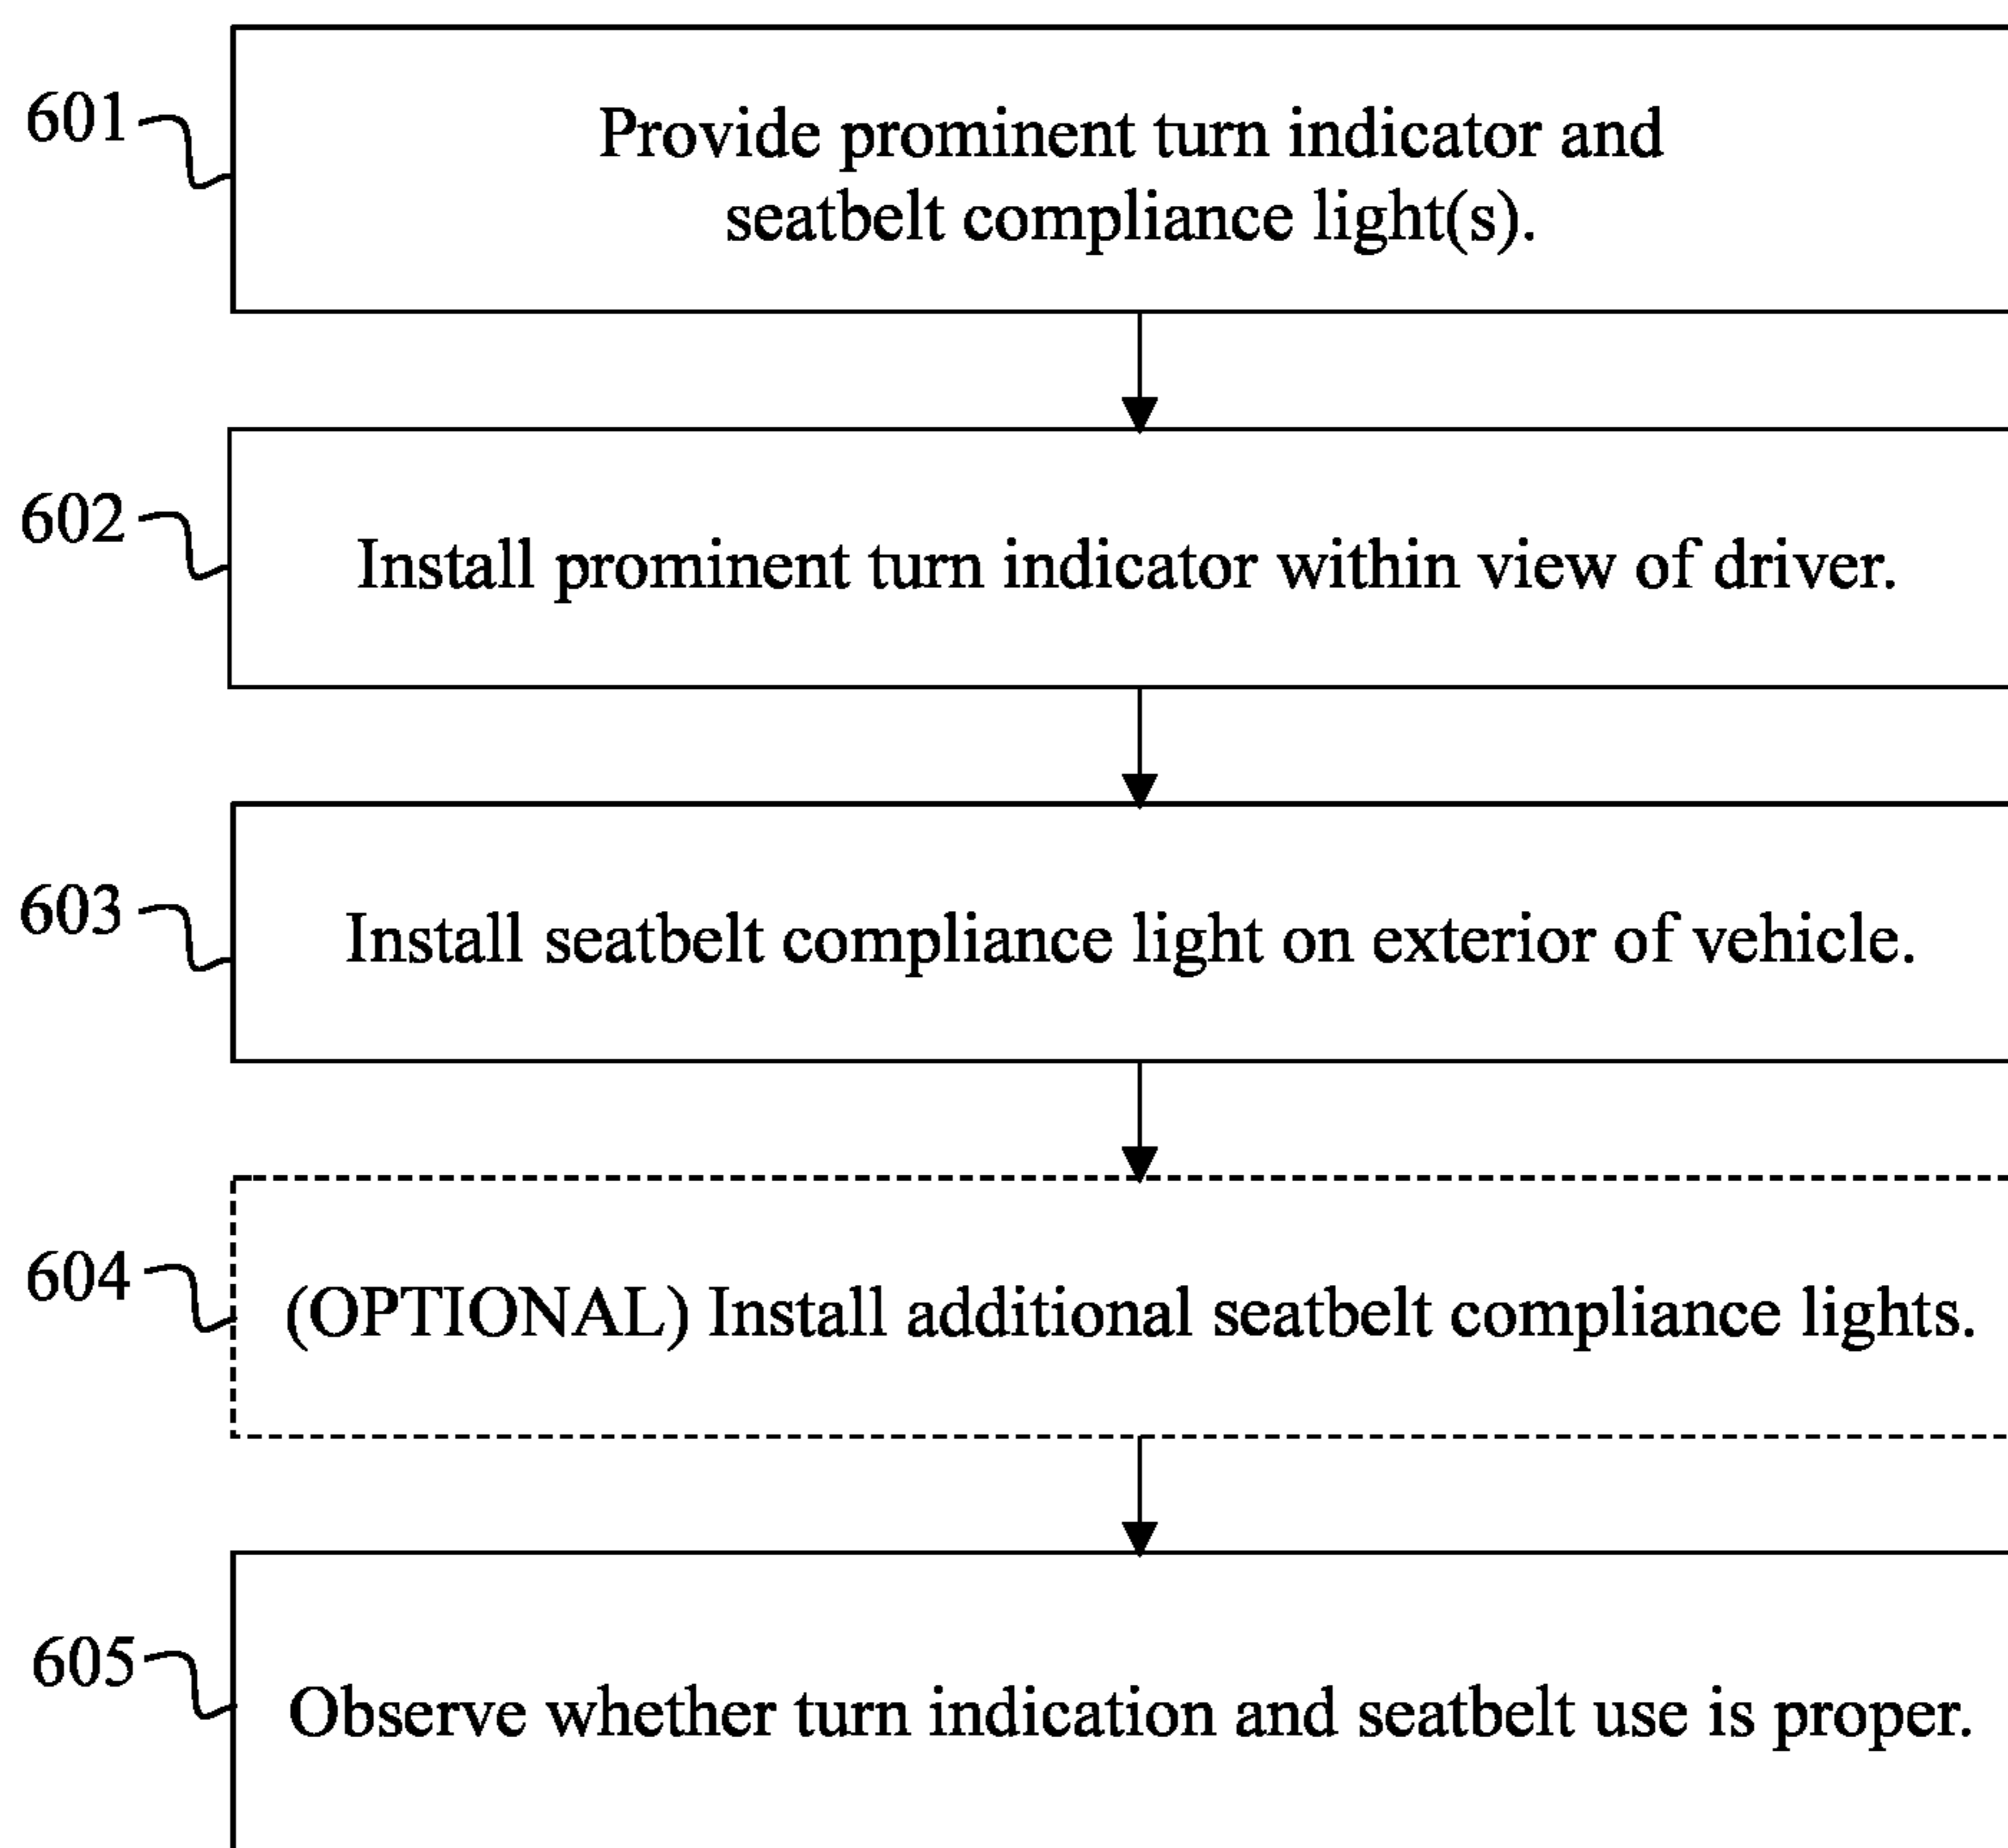 601
Provide prominent turn indicator and
seatbelt compliance light(s).
602
Install prominent turn indicator within view of driver.
603
Install seatbelt compliance light on exterior of vehicle.
604
(OPTIONAL) Install additional seatbelt compliance lights.
605
Observe whether turn indication and seatbelt use is proper.